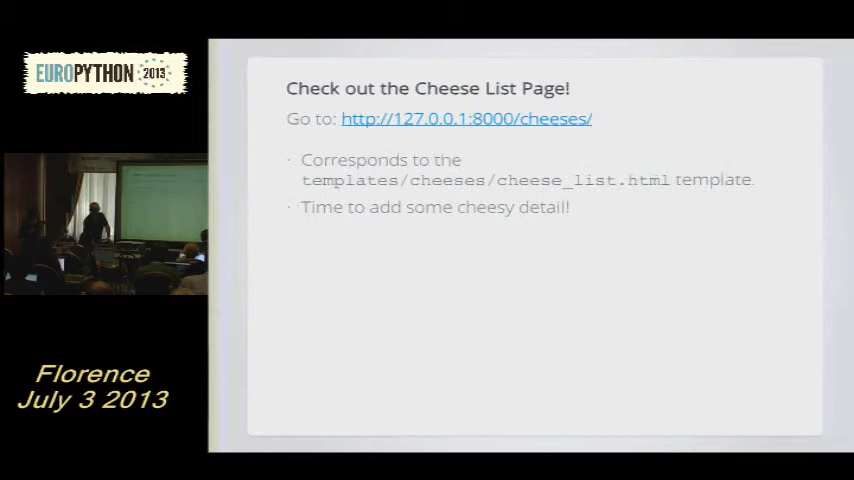 EUROPYTHON 2013
Check out the Cheese List Page!
Go to: http://127.0.0.1:8000/cheeses/
· Corresponds to the
templates/cheeses/cheese_list.html template.
· Time to add some cheesy detail!
Florence
July 3 2013